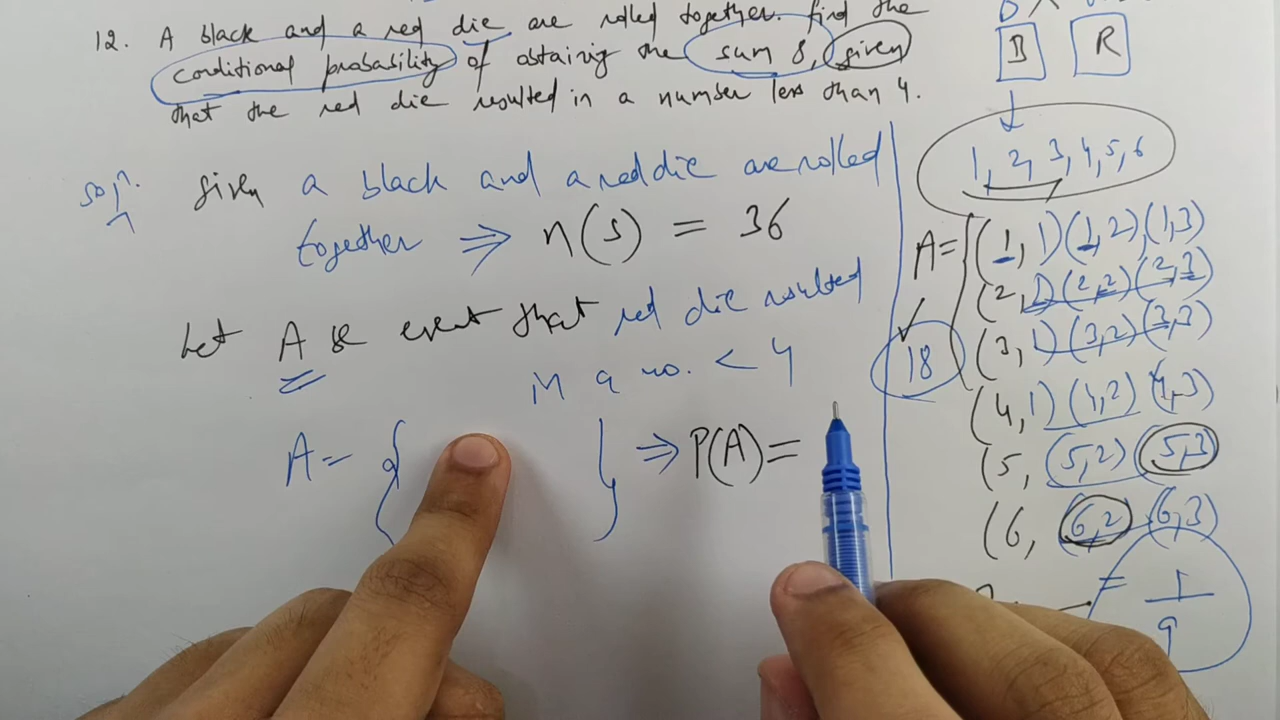 12. A black and a red die are rolled together. find the
conditional probability of obtaining the sum 8, given
that the red die resulted in a number less than 4.
B R
1, 2, 3, 4, 5, 6
Soln. Given a black and a red die are rolled
together ⇒ n(s) = 36
Let A be event that red die resulted
in a no. < 4
A = { } ⇒ P(A) =
A = { (1, 1) (1, 2), (1, 3)
(2, 1) (2, 2) (2, 3)
(3, 1) (3, 2) (3, 3)
18
(4, 1) (4, 2) (4, 3)
(5, (5, 2) (5, 3)
(6, (6, 2) (6, 3)
= 1/9